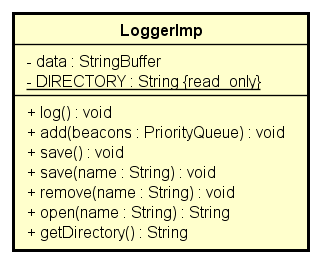 LoggerImp
- data : StringBuffer
- DIRECTORY : String {read_only}
+ log() : void
+ add(beacons : PriorityQueue) : void
+ save() : void
+ save(name : String) : void
+ remove(name : String) : void
+ open(name : String) : String
+ getDirectory() : String